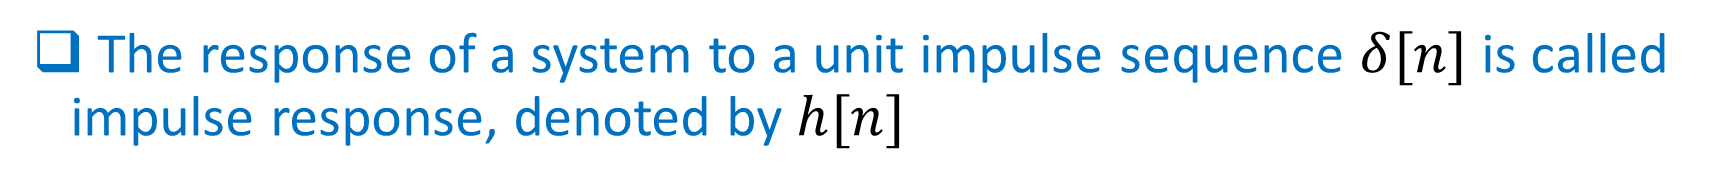 ❑ The response of a system to a unit impulse sequence δ[n] is called
impulse response, denoted by h[n]